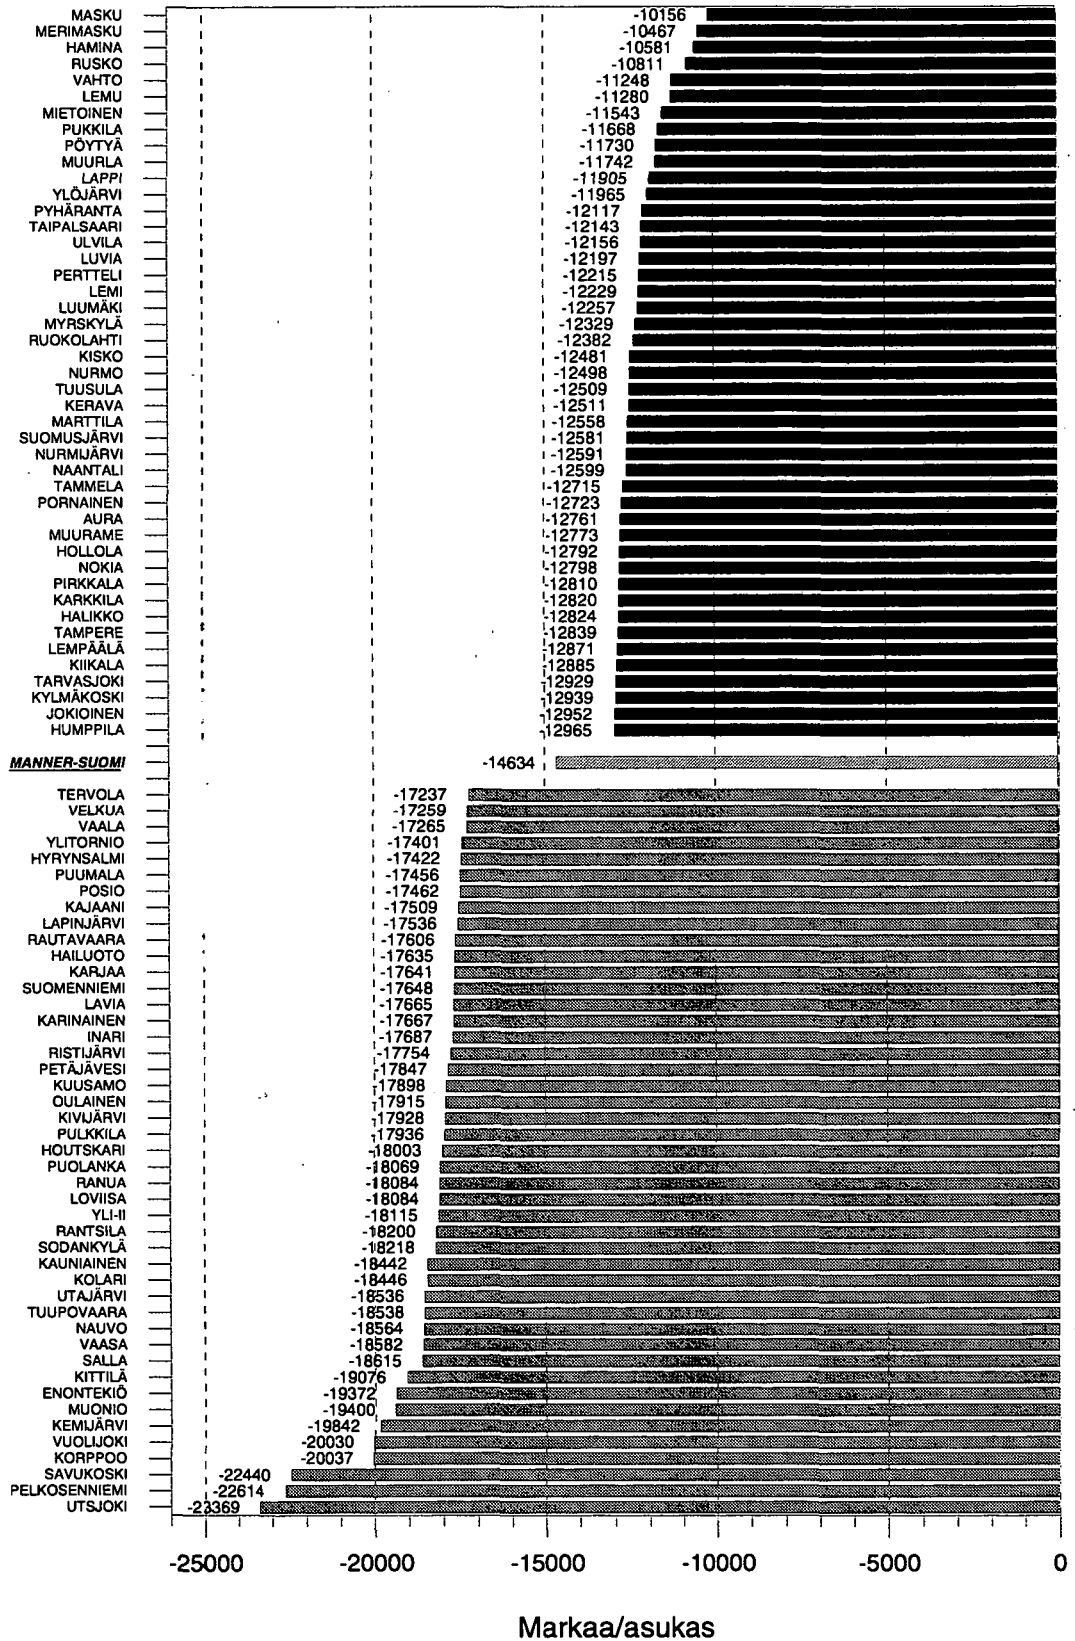 MASKU -10156
MERIMASKU -10467
HAMINA -10581
RUSKO -10811
VAHTO -11248
LEMU -11280
MIETOINEN -11543
PUKKILA -11668
PÖYTYÄ -11730
MUURLA -11742
LAPPI -11905
YLÖJÄRVI -11965
PYHÄRANTA -12117
TAIPALSAARI -12143
ULVILA -12156
LUVIA -12197
PERTTELI -12215
LEMI -12229
LUUMÄKI -12257
MYRSKYLÄ -12329
RUOKOLAHTI -12382
KISKO -12481
NURMO -12498
TUUSULA -12509
KERAVA -12511
MARTTILA -12558
SUOMUSJÄRVI -12581
NURMIJÄRVI -12591
NAANTALI -12599
TAMMELA -12715
PORNAINEN -12723
AURA -12761
MUURAME -12773
HOLLOLA -12792
NOKIA -12798
PIRKKALA -12810
KARKKILA -12820
HALIKKO -12824
TAMPERE -12839
LEMPÄÄLÄ -12871
KIIKALA -12885
TARVASJOKI -12929
KYLMÄKOSKI -12939
JOKIOINEN -12952
HUMPPILA -12965
MANNER-SUOMI -14634
TERVOLA -17237
VELKUA -17259
VAALA -17265
YLITORNIO -17401
HYRYNSALMI -17422
PUUMALA -17456
POSIO -17462
KAJAANI -17509
LAPINJÄRVI -17536
RAUTAVAARA -17606
HAILUOTO -17635
KARJAA -17641
SUOMENNIEMI -17648
LAVIA -17665
KARINAINEN -17667
INARI -17687
RISTIJÄRVI -17754
PETÄJÄVESI -17847
KUUSAMO -17898
OULAINEN -17915
KIVIJÄRVI -17928
PULKKILA -17936
HOUTSKARI -18003
PUOLANKA -18069
RANUA -18084
LOVIISA -18084
YLI-II -18115
RANTSILA -18200
SODANKYLÄ -18218
KAUNIAINEN -18442
KOLARI -18446
UTAJÄRVI -18536
TUUPOVAARA -18538
NAUVO -18564
VAASA -18582
SALLA -18615
KITTILÄ -19076
ENONTEKIÖ -19372
MUONIO -19400
KEMIJÄRVI -19842
VUOLIJOKI -20030
KORPPOO -20037
SAVUKOSKI -22440
PELKOSENNIEMI -22614
UTSJOKI -23369
-25000 -20000 -15000 -10000 -5000 0
Markaa/asukas